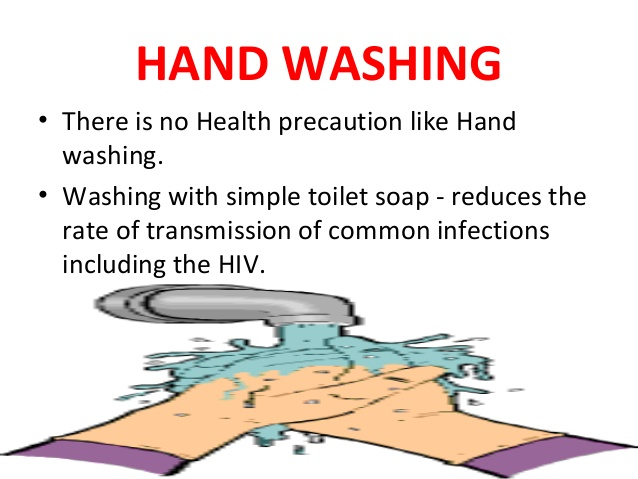 HAND WASHING
• There is no Health precaution like Hand
washing.
• Washing with simple toilet soap - reduces the
rate of transmission of common infections
including the HIV.